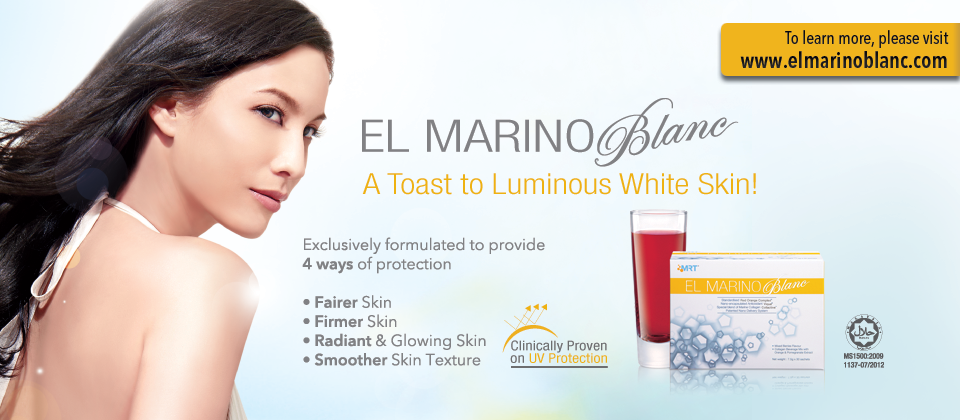 To learn more, please visit
www.elmarinoblanc.com
EL MARINO Blanc
A Toast to Luminous White Skin!
Exclusively formulated to provide
4 ways of protection
• Fairer Skin
• Firmer Skin
• Radiant & Glowing Skin
• Smoother Skin Texture
Clinically Proven
on UV Protection
MRT
EL MARINO Blanc
MS1500:2009
1137-07/2012